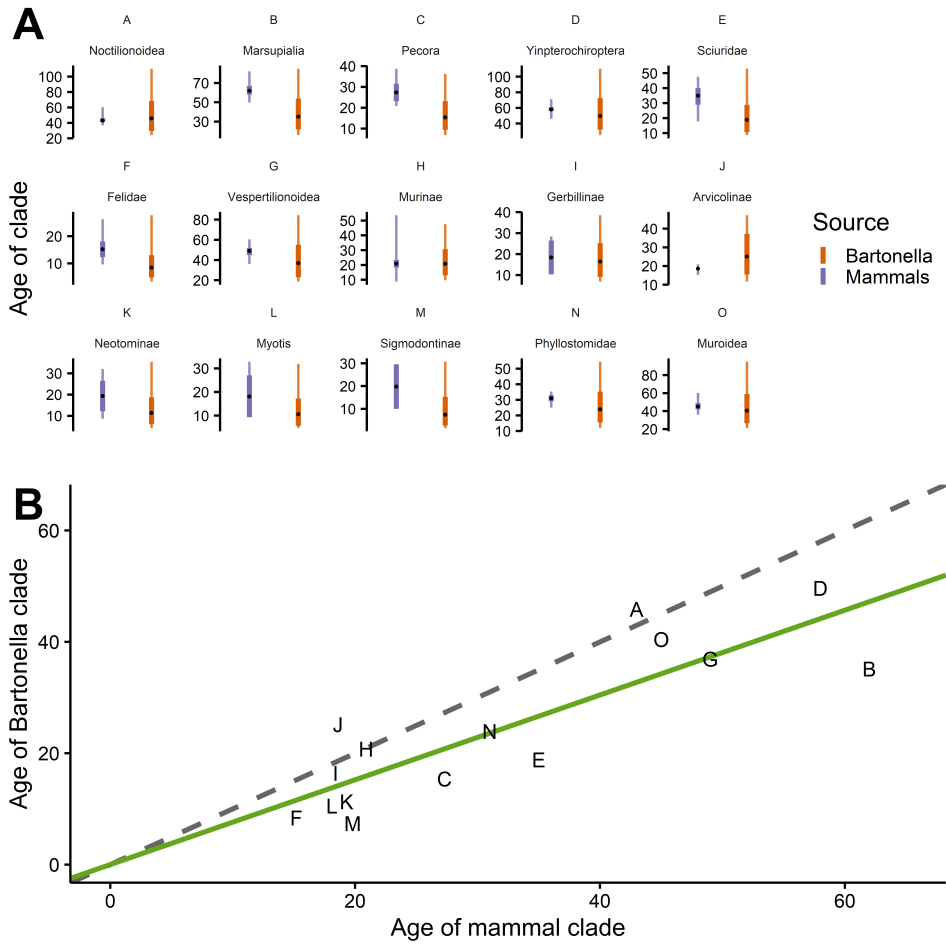 A
A B C D E
Noctilionoidea Marsupialia Pecora Yinpterochiroptera Sciuridae
100 80 60 40 20
70 50 30
40 30 20 10
100 80 60 40
50 40 30 20 10
F G H I J
Felidae Vespertilionoidea Murinae Gerbillinae Arvicolinae
20 10
80 60 40 20
50 40 30 20 10
40 30 20 10
40 30 20 10
K L M N O
Neotominae Myotis Sigmodontinae Phyllostomidae Muroidea
30 20 10
30 20 10
30 20 10
50 40 30 20 10
80 60 40 20
Age of clade
Source
Bartonella
Mammals
B
Age of Bartonella clade
60
40
20
0
A
D
O
G
B
J
H
N
I
E
C
L
K
F
M
0 20 40 60
Age of mammal clade